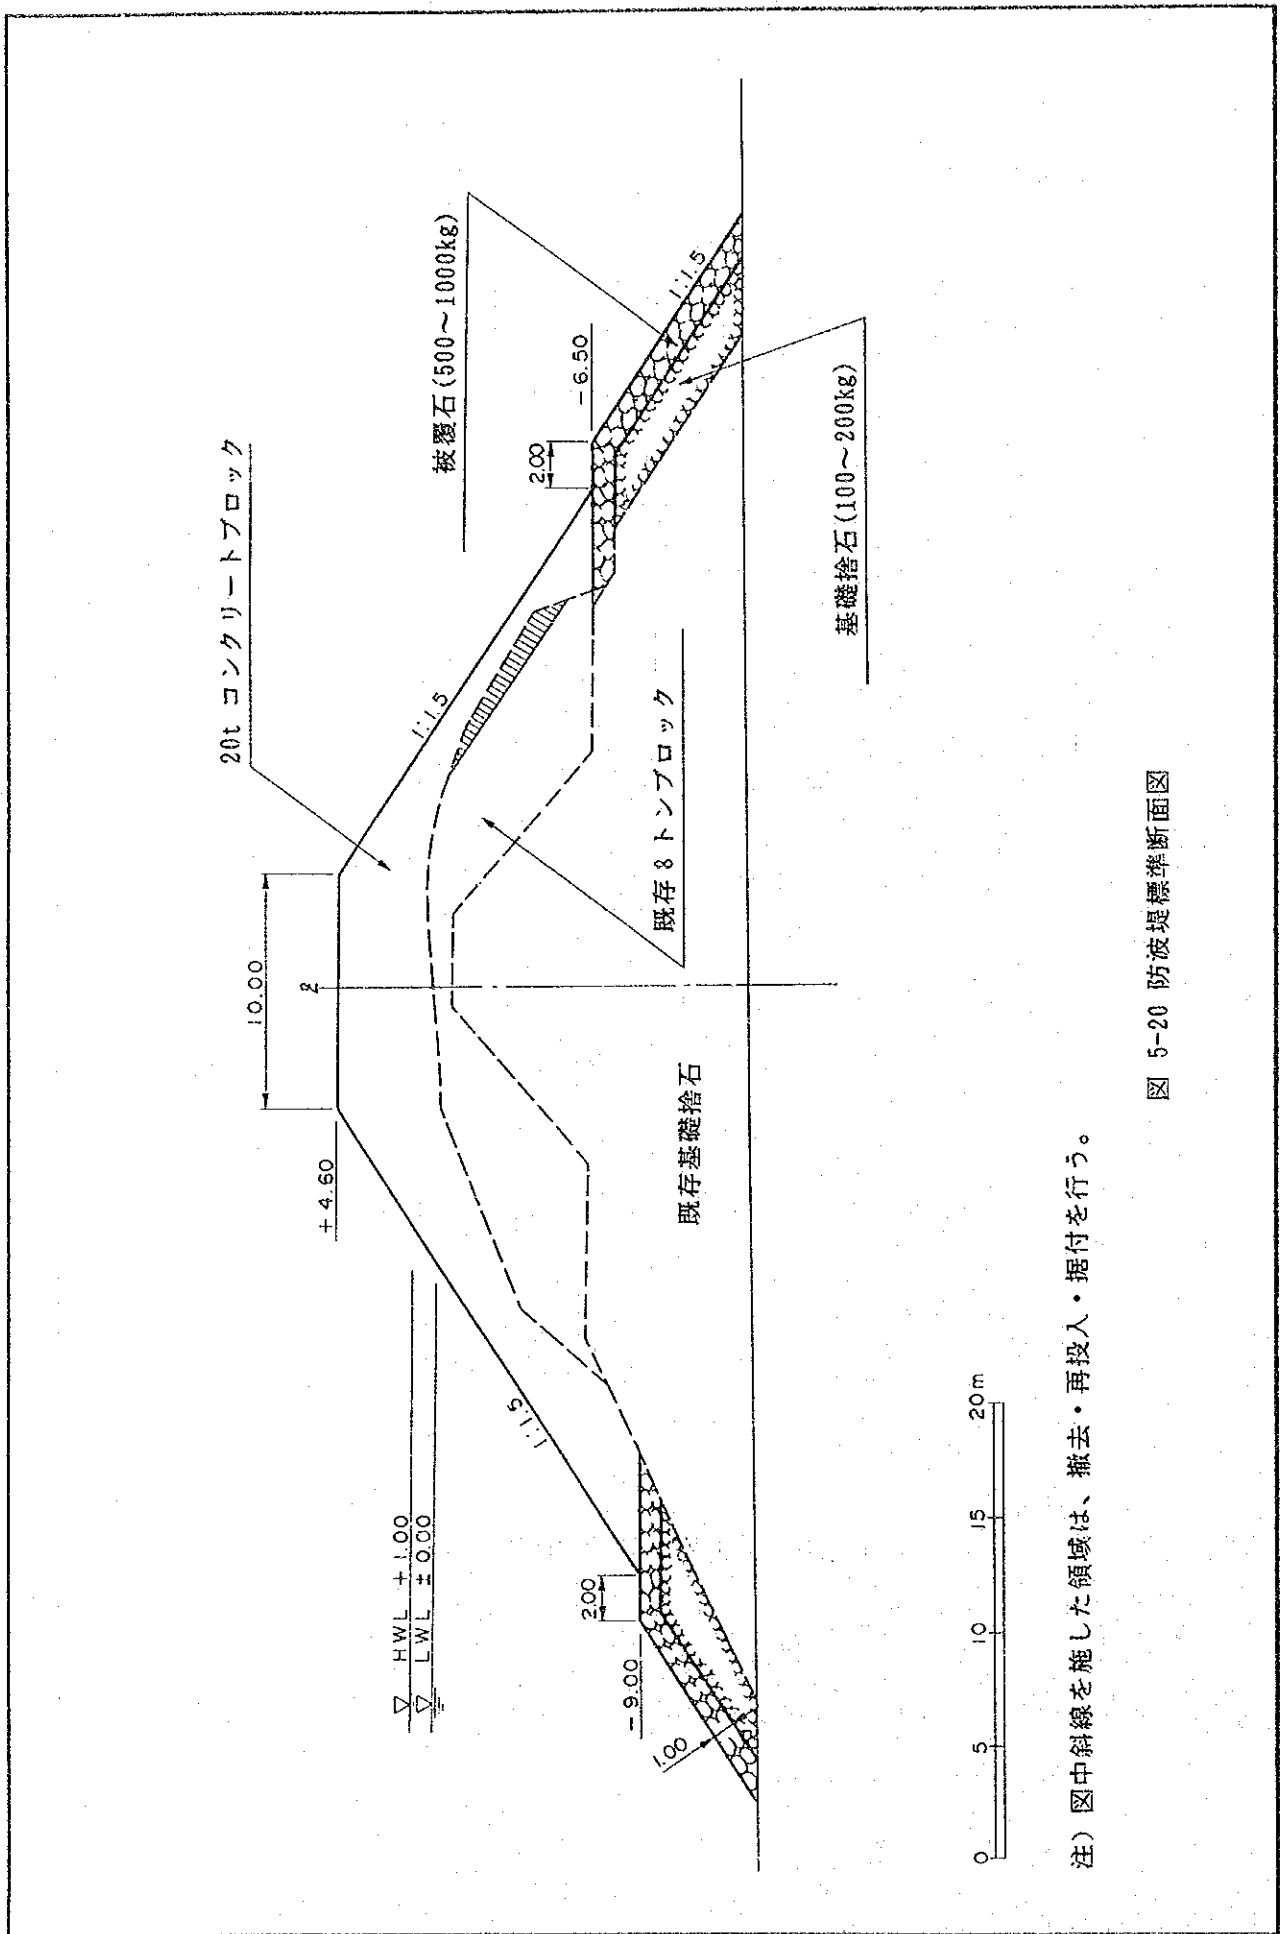 20t コンクリートブロック
被覆石(500～1000kg)
10.00
+4.60
1:1.5
2.00
-6.50
1:1.5
HWL +1.00
LWL ±0.00
1:1.5
2.00
-9.00
1.00
既存基礎捨石
既存8トンブロック
基礎捨石(100～200kg)
0 5 10 15 20m
注) 図中斜線を施した領域は、撤去・再投入・据付を行う。
図 5-20 防波堤標準断面図